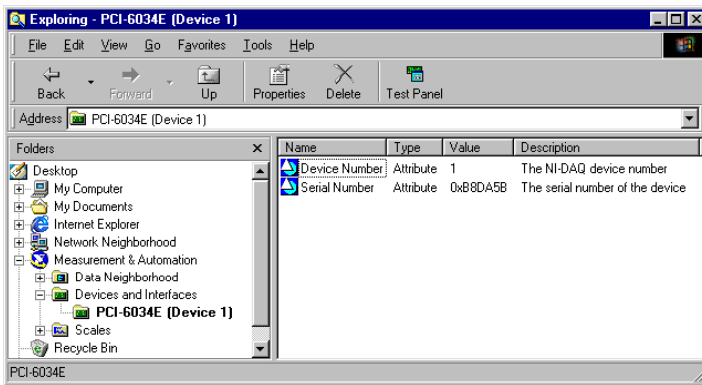 Exploring - PCI-6034E (Device 1)
File Edit View Go Favorites Tools Help
Back Forward Up Properties Delete Test Panel
Address PCI-6034E (Device 1)
Folders
Name Type Value Description
Device Number Attribute 1 The NI-DAQ device number
Serial Number Attribute 0xB8DA5B The serial number of the device
Desktop
My Computer
My Documents
Internet Explorer
Network Neighborhood
Measurement & Automation
Data Neighborhood
Devices and Interfaces
PCI-6034E (Device 1)
Scales
Recycle Bin
PCI-6034E